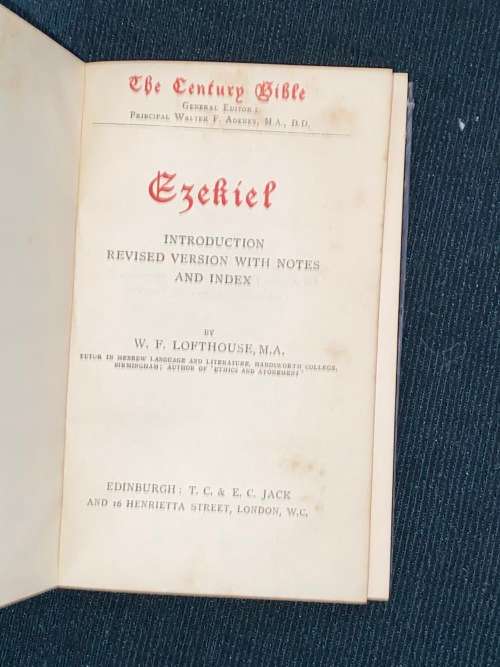 The Century Bible
General Editor:
Principal Walter F. Adeney, M.A., D.D.
Ezekiel
INTRODUCTION
REVISED VERSION WITH NOTES
AND INDEX
BY
W. F. LOFTHOUSE, M.A.
TUTOR IN HEBREW LANGUAGE AND LITERATURE, HANDSWORTH COLLEGE,
BIRMINGHAM; AUTHOR OF 'ETHICS AND ATONEMENT'
EDINBURGH: T. C. & E. C. JACK
AND 16 HENRIETTA STREET, LONDON, W.C.